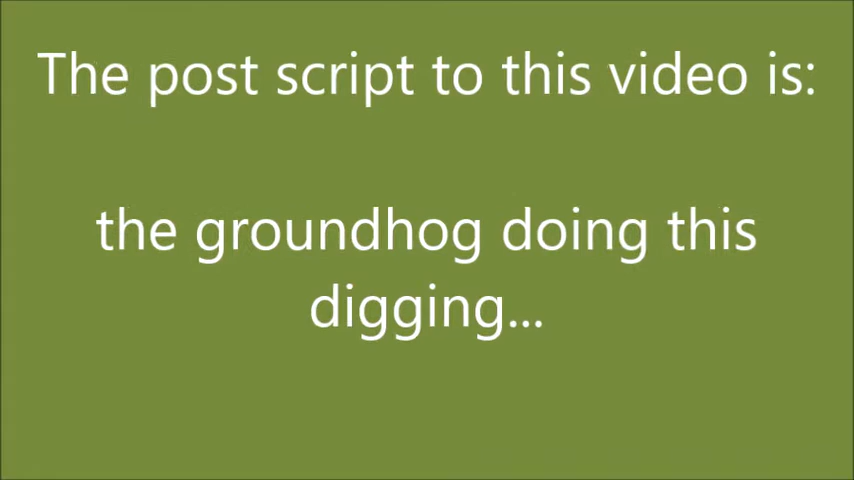 The post script to this video is:
the groundhog doing this
digging...